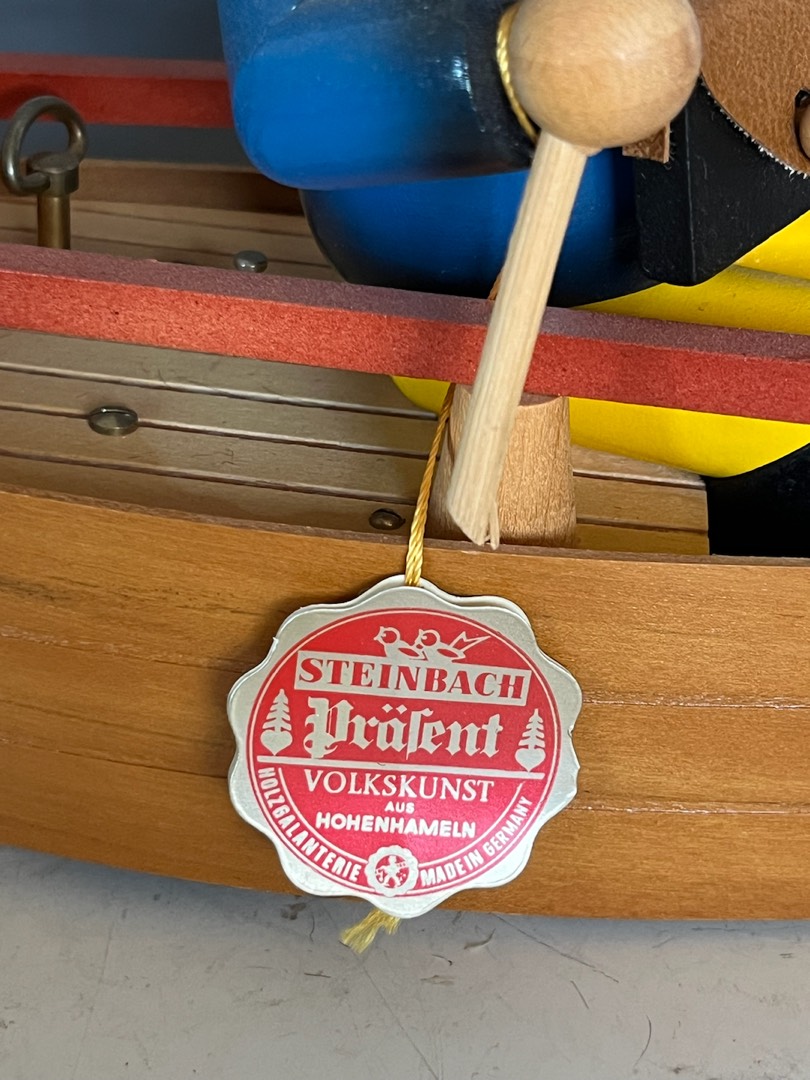 STEINBACH
Präſent
VOLKSKUNST
AUS
HOHENHAMELN
HOLZGALANTERIE MADE IN GERMANY